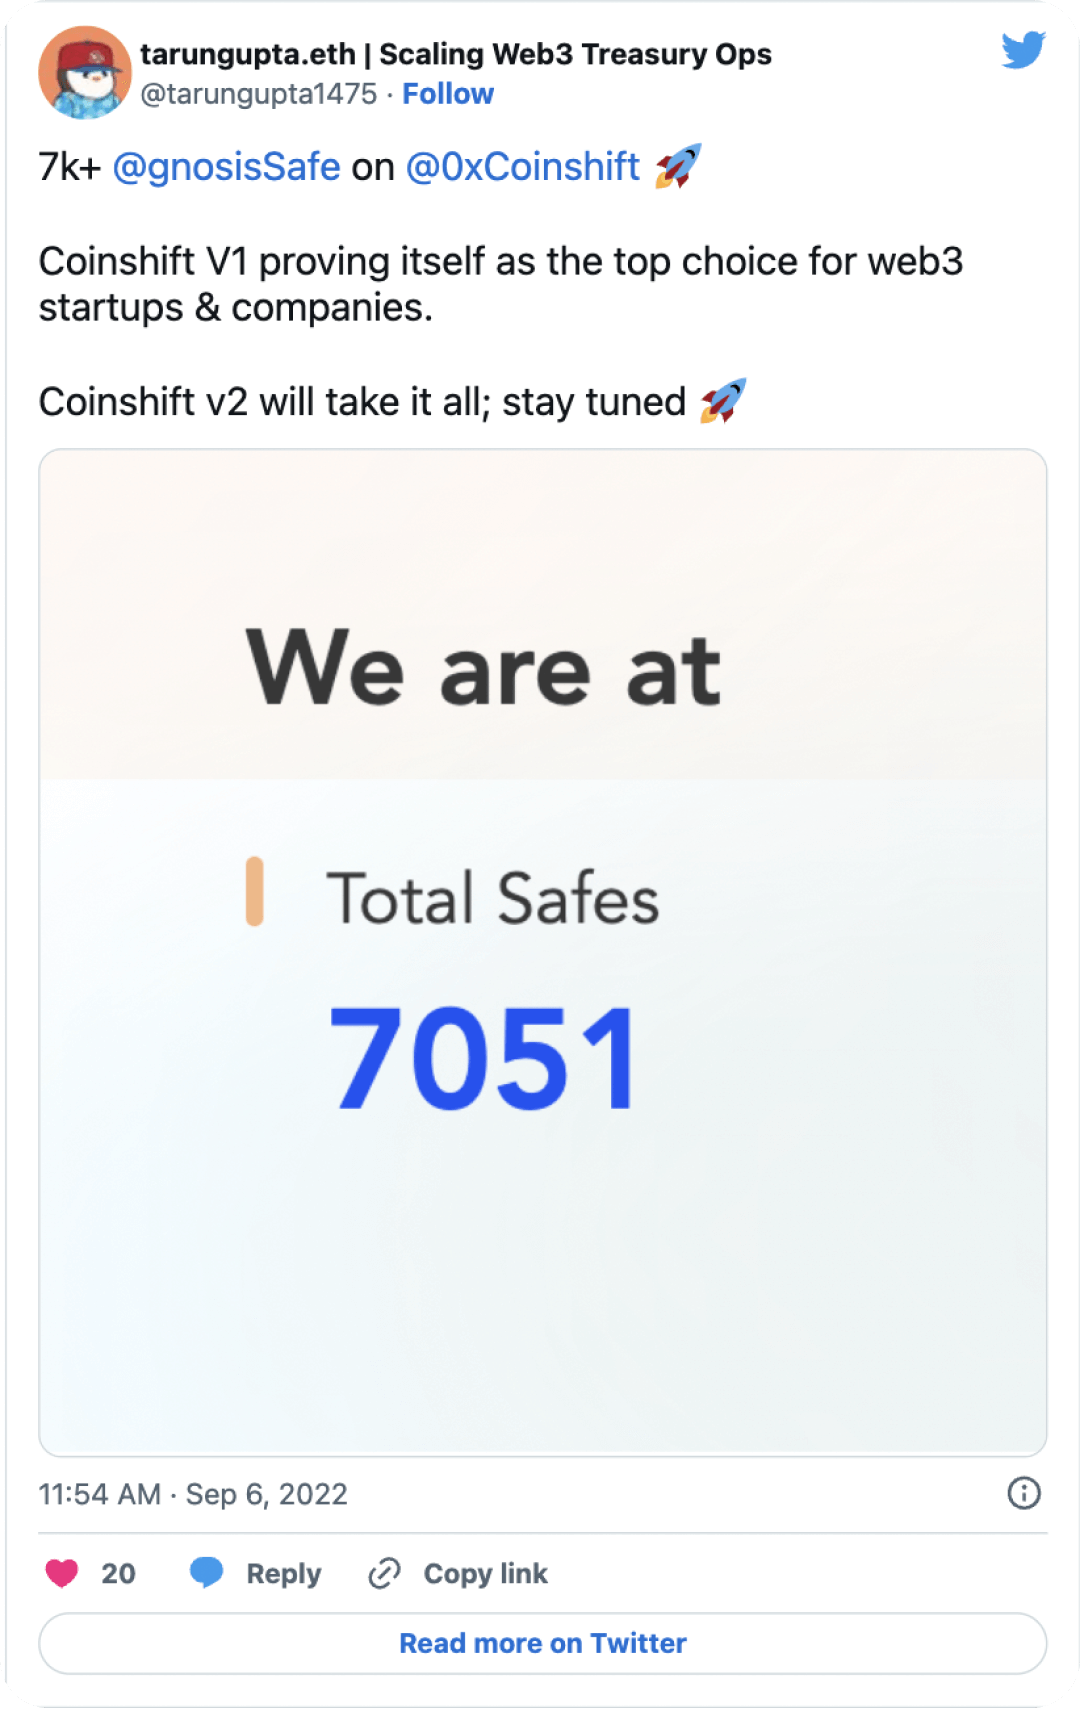 tarungupta.eth | Scaling Web3 Treasury Ops
@tarungupta1475 · Follow
7k+ @gnosisSafe on @0xCoinshift 🚀
Coinshift V1 proving itself as the top choice for web3
startups & companies.
Coinshift v2 will take it all; stay tuned 🚀
We are at
Total Safes
7051
11:54 AM · Sep 6, 2022
20 Reply Copy link
Read more on Twitter